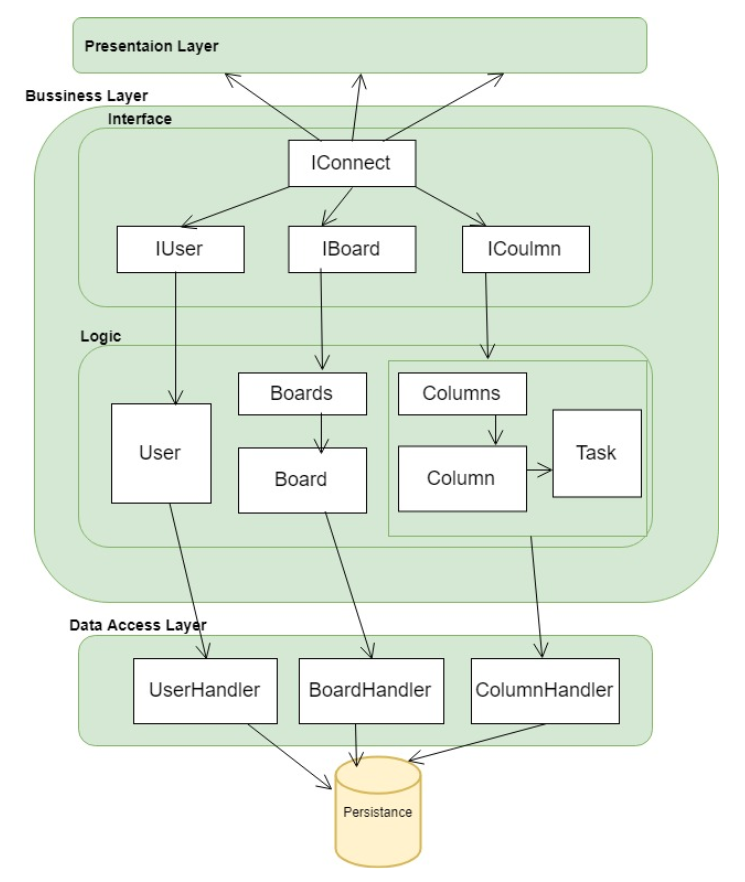 Presentaion Layer
Bussiness Layer
Interface
IConnect
IUser
IBoard
ICoulmn
Logic
Boards
Columns
User
Board
Column
Task
Data Access Layer
UserHandler
BoardHandler
ColumnHandler
Persistance